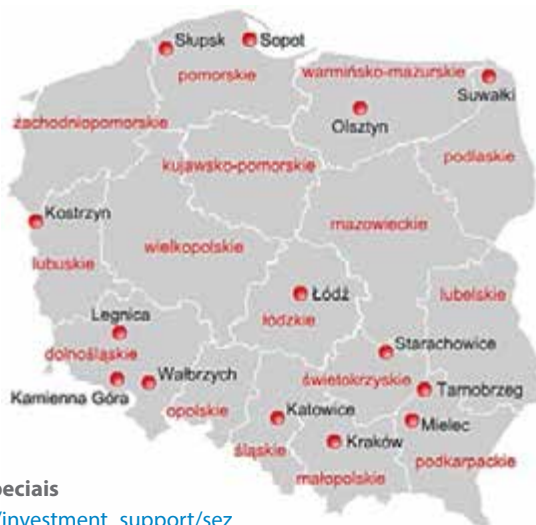 Słupsk
Sopot
pomorskie
warmińsko-mazurskie
Suwałki
Olsztyn
zachodniopomorskie
kujawsko-pomorskie
podlaskie
Kostrzyn
mazowieckie
wielkopolskie
lubuskie
Łódź
lubelskie
Legnica
łódzkie
Starachowice
dolnośląskie
Wałbrzych
świetokrzyskie
Tarnobrzeg
Kamienna Góra
opolskie
Katowice
Mielec
Kraków
śląskie
podkarpackie
małopolskie
peciais
/investment_support/sez